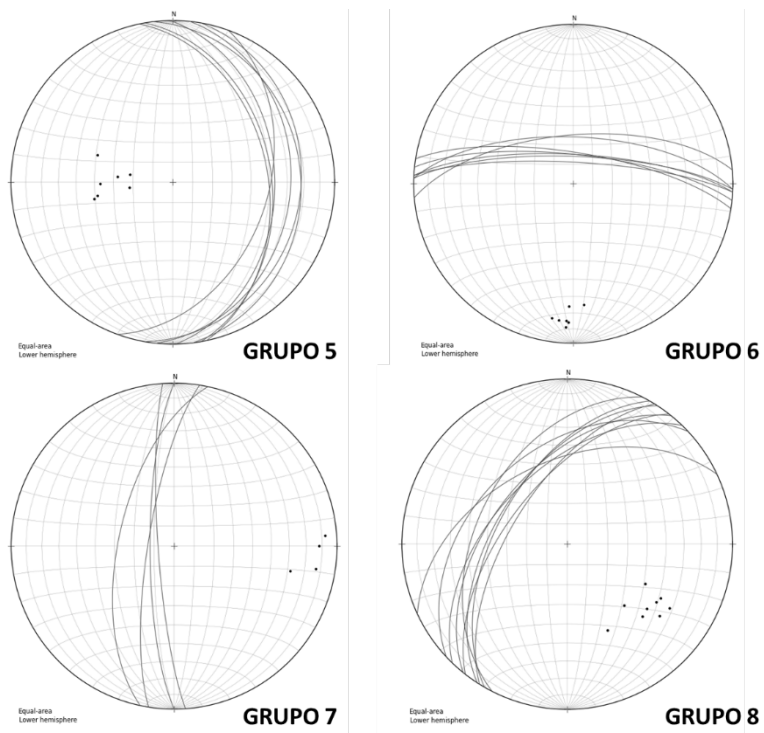 N
Equal-area
Lower hemisphere
GRUPO 5
N
Equal-area
Lower hemisphere
GRUPO 6
N
Equal-area
Lower hemisphere
GRUPO 7
N
Equal-area
Lower hemisphere
GRUPO 8